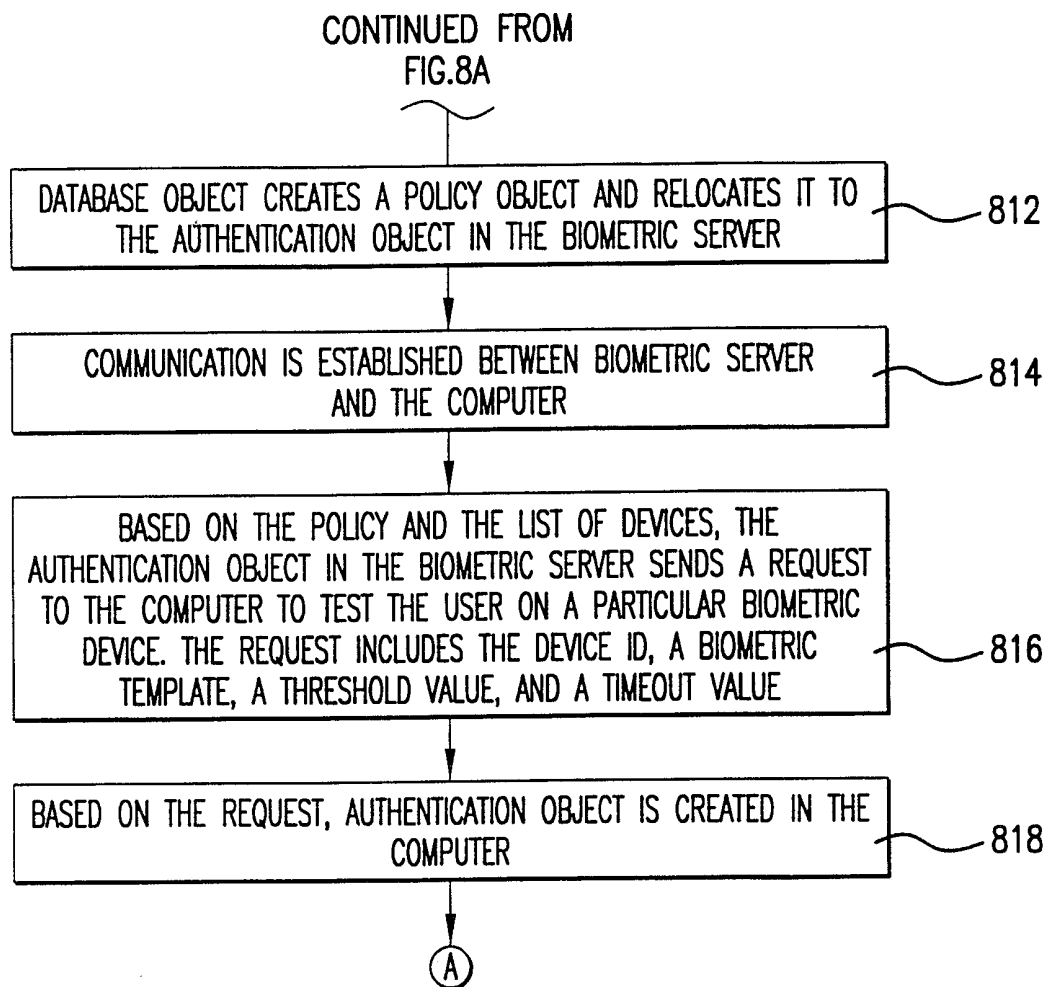 CONTINUED FROM
FIG.8A
DATABASE OBJECT CREATES A POLICY OBJECT AND RELOCATES IT TO
THE AUTHENTICATION OBJECT IN THE BIOMETRIC SERVER
812
COMMUNICATION IS ESTABLISHED BETWEEN BIOMETRIC SERVER
AND THE COMPUTER
814
BASED ON THE POLICY AND THE LIST OF DEVICES, THE
AUTHENTICATION OBJECT IN THE BIOMETRIC SERVER SENDS A REQUEST
TO THE COMPUTER TO TEST THE USER ON A PARTICULAR BIOMETRIC
DEVICE. THE REQUEST INCLUDES THE DEVICE ID, A BIOMETRIC
TEMPLATE, A THRESHOLD VALUE, AND A TIMEOUT VALUE
816
BASED ON THE REQUEST, AUTHENTICATION OBJECT IS CREATED IN THE
COMPUTER
818
A